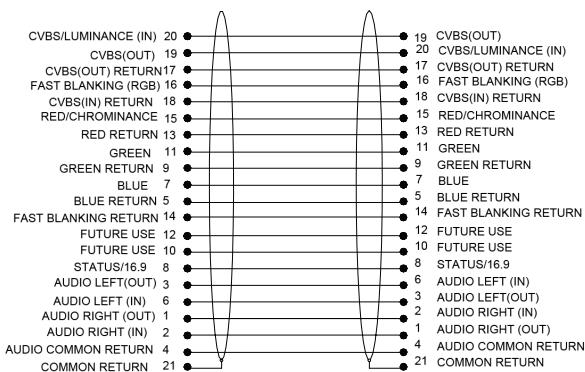 CVBS/LUMINANCE (IN) 20 19 CVBS(OUT)
CVBS(OUT) 19 20 CVBS/LUMINANCE (IN)
CVBS(OUT) RETURN17 17 CVBS(OUT) RETURN
FAST BLANKING (RGB) 16 16 FAST BLANKING (RGB)
CVBS(IN) RETURN 18 18 CVBS(IN) RETURN
RED/CHROMINANCE 15 15 RED/CHROMINANCE
RED RETURN 13 13 RED RETURN
GREEN 11 11 GREEN
GREEN RETURN 9 9 GREEN RETURN
BLUE 7 7 BLUE
BLUE RETURN 5 5 BLUE RETURN
FAST BLANKING RETURN 14 14 FAST BLANKING RETURN
FUTURE USE 12 12 FUTURE USE
FUTURE USE 10 10 FUTURE USE
STATUS/16.9 8 8 STATUS/16.9
AUDIO LEFT(OUT) 3 6 AUDIO LEFT (IN)
AUDIO LEFT (IN) 6 3 AUDIO LEFT(OUT)
AUDIO RIGHT (OUT) 1 2 AUDIO RIGHT (IN)
AUDIO RIGHT (IN) 2 1 AUDIO RIGHT (OUT)
AUDIO COMMON RETURN 4 4 AUDIO COMMON RETURN
COMMON RETURN 21 21 COMMON RETURN